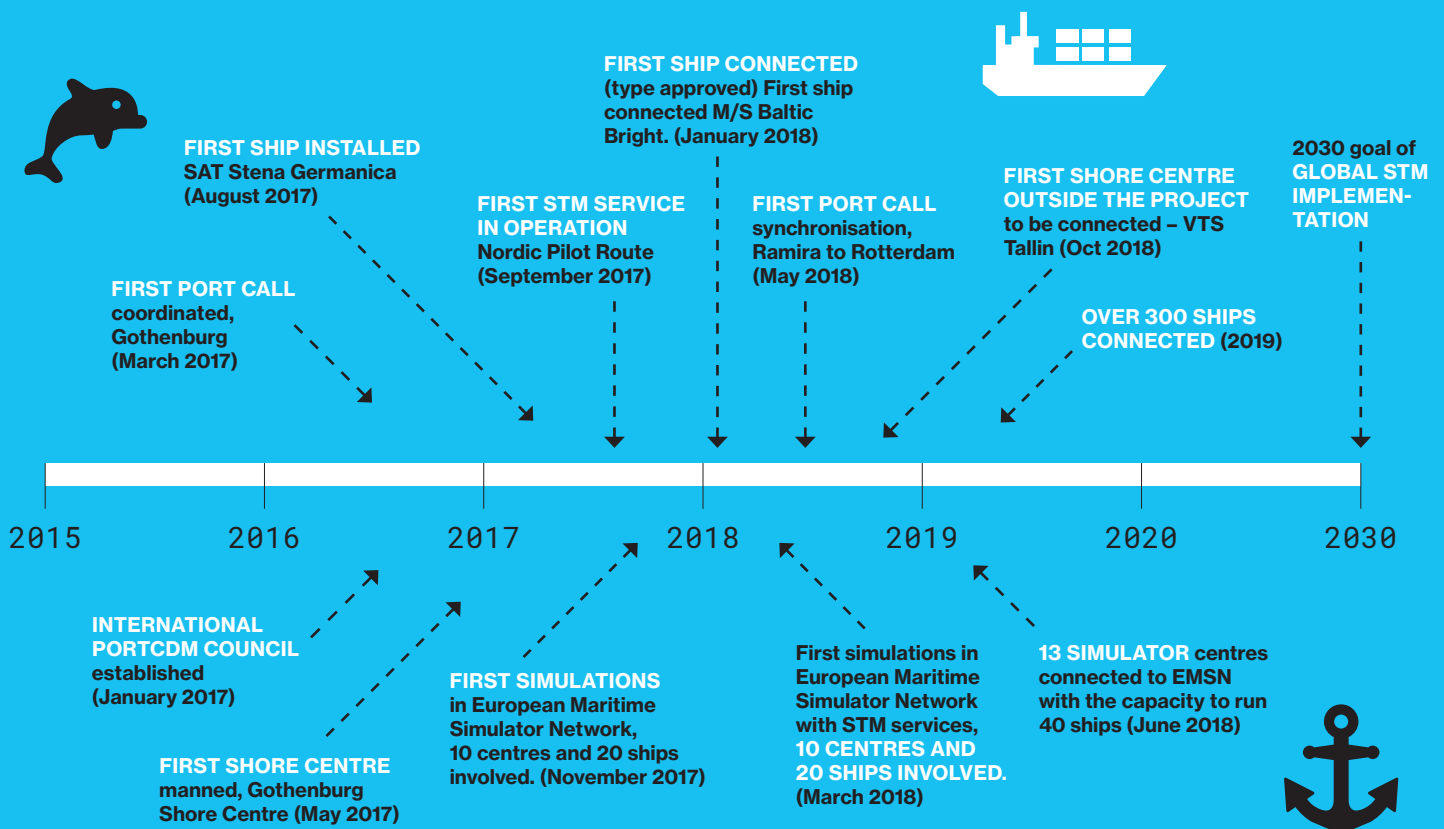 FIRST SHIP CONNECTED
(type approved) First ship
connected M/S Baltic
Bright. (January 2018)
FIRST SHIP INSTALLED
SAT Stena Germanica
(August 2017)
2030 goal of
GLOBAL STM
IMPLEMEN-
TATION
FIRST SHORE CENTRE
OUTSIDE THE PROJECT
to be connected – VTS
Tallin (Oct 2018)
FIRST STM SERVICE
IN OPERATION
Nordic Pilot Route
(September 2017)
FIRST PORT CALL
synchronisation,
Ramira to Rotterdam
(May 2018)
FIRST PORT CALL
coordinated,
Gothenburg
(March 2017)
OVER 300 SHIPS
CONNECTED (2019)
2015 2016 2017 2018 2019 2020 2030
INTERNATIONAL
PORTCDM COUNCIL
established
(January 2017)
FIRST SHORE CENTRE
manned, Gothenburg
Shore Centre (May 2017)
FIRST SIMULATIONS
in European Maritime
Simulator Network,
10 centres and 20 ships
involved. (November 2017)
First simulations in
European Maritime
Simulator Network
with STM services,
10 CENTRES AND
20 SHIPS INVOLVED.
(March 2018)
13 SIMULATOR centres
connected to EMSN
with the capacity to run
40 ships (June 2018)